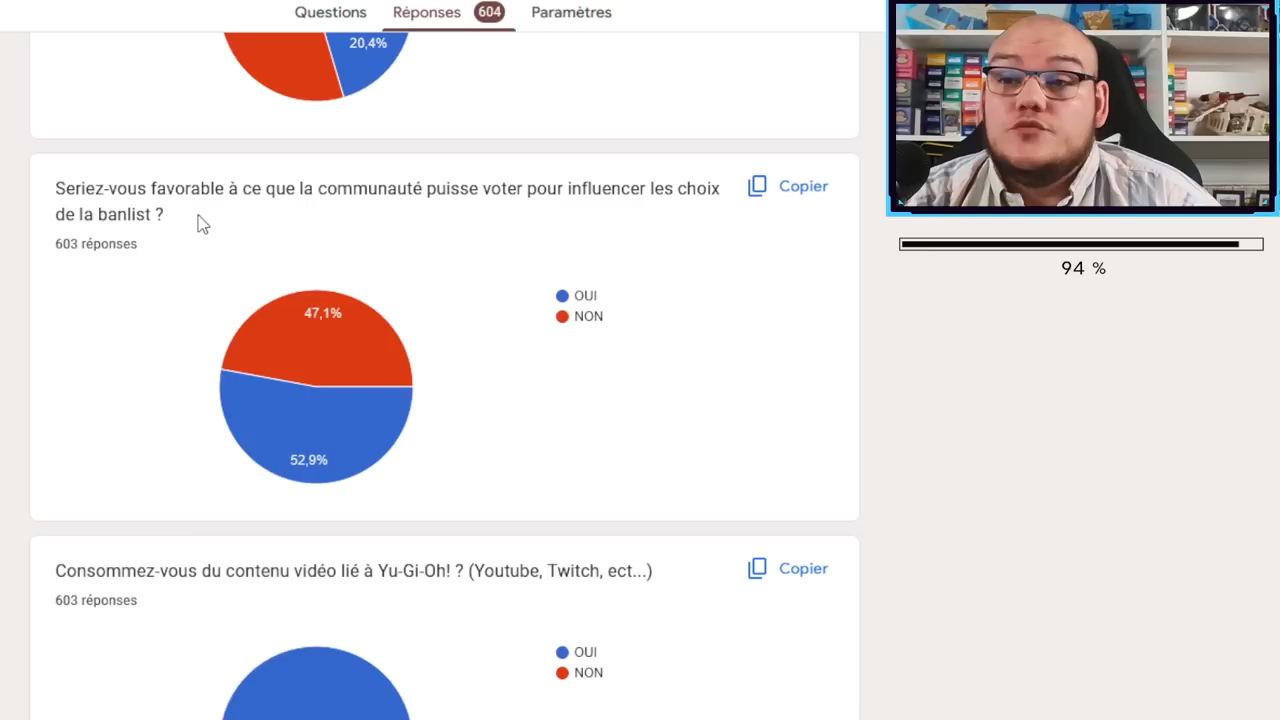 Questions
Réponses 604
Paramètres
20,4%
Seriez-vous favorable à ce que la communauté puisse voter pour influencer les choix
de la banlist ?
Copier
603 réponses
47,1%
52,9%
OUI
NON
94 %
Consommez-vous du contenu vidéo lié à Yu-Gi-Oh! ? (Youtube, Twitch, ect...)
Copier
603 réponses
OUI
NON